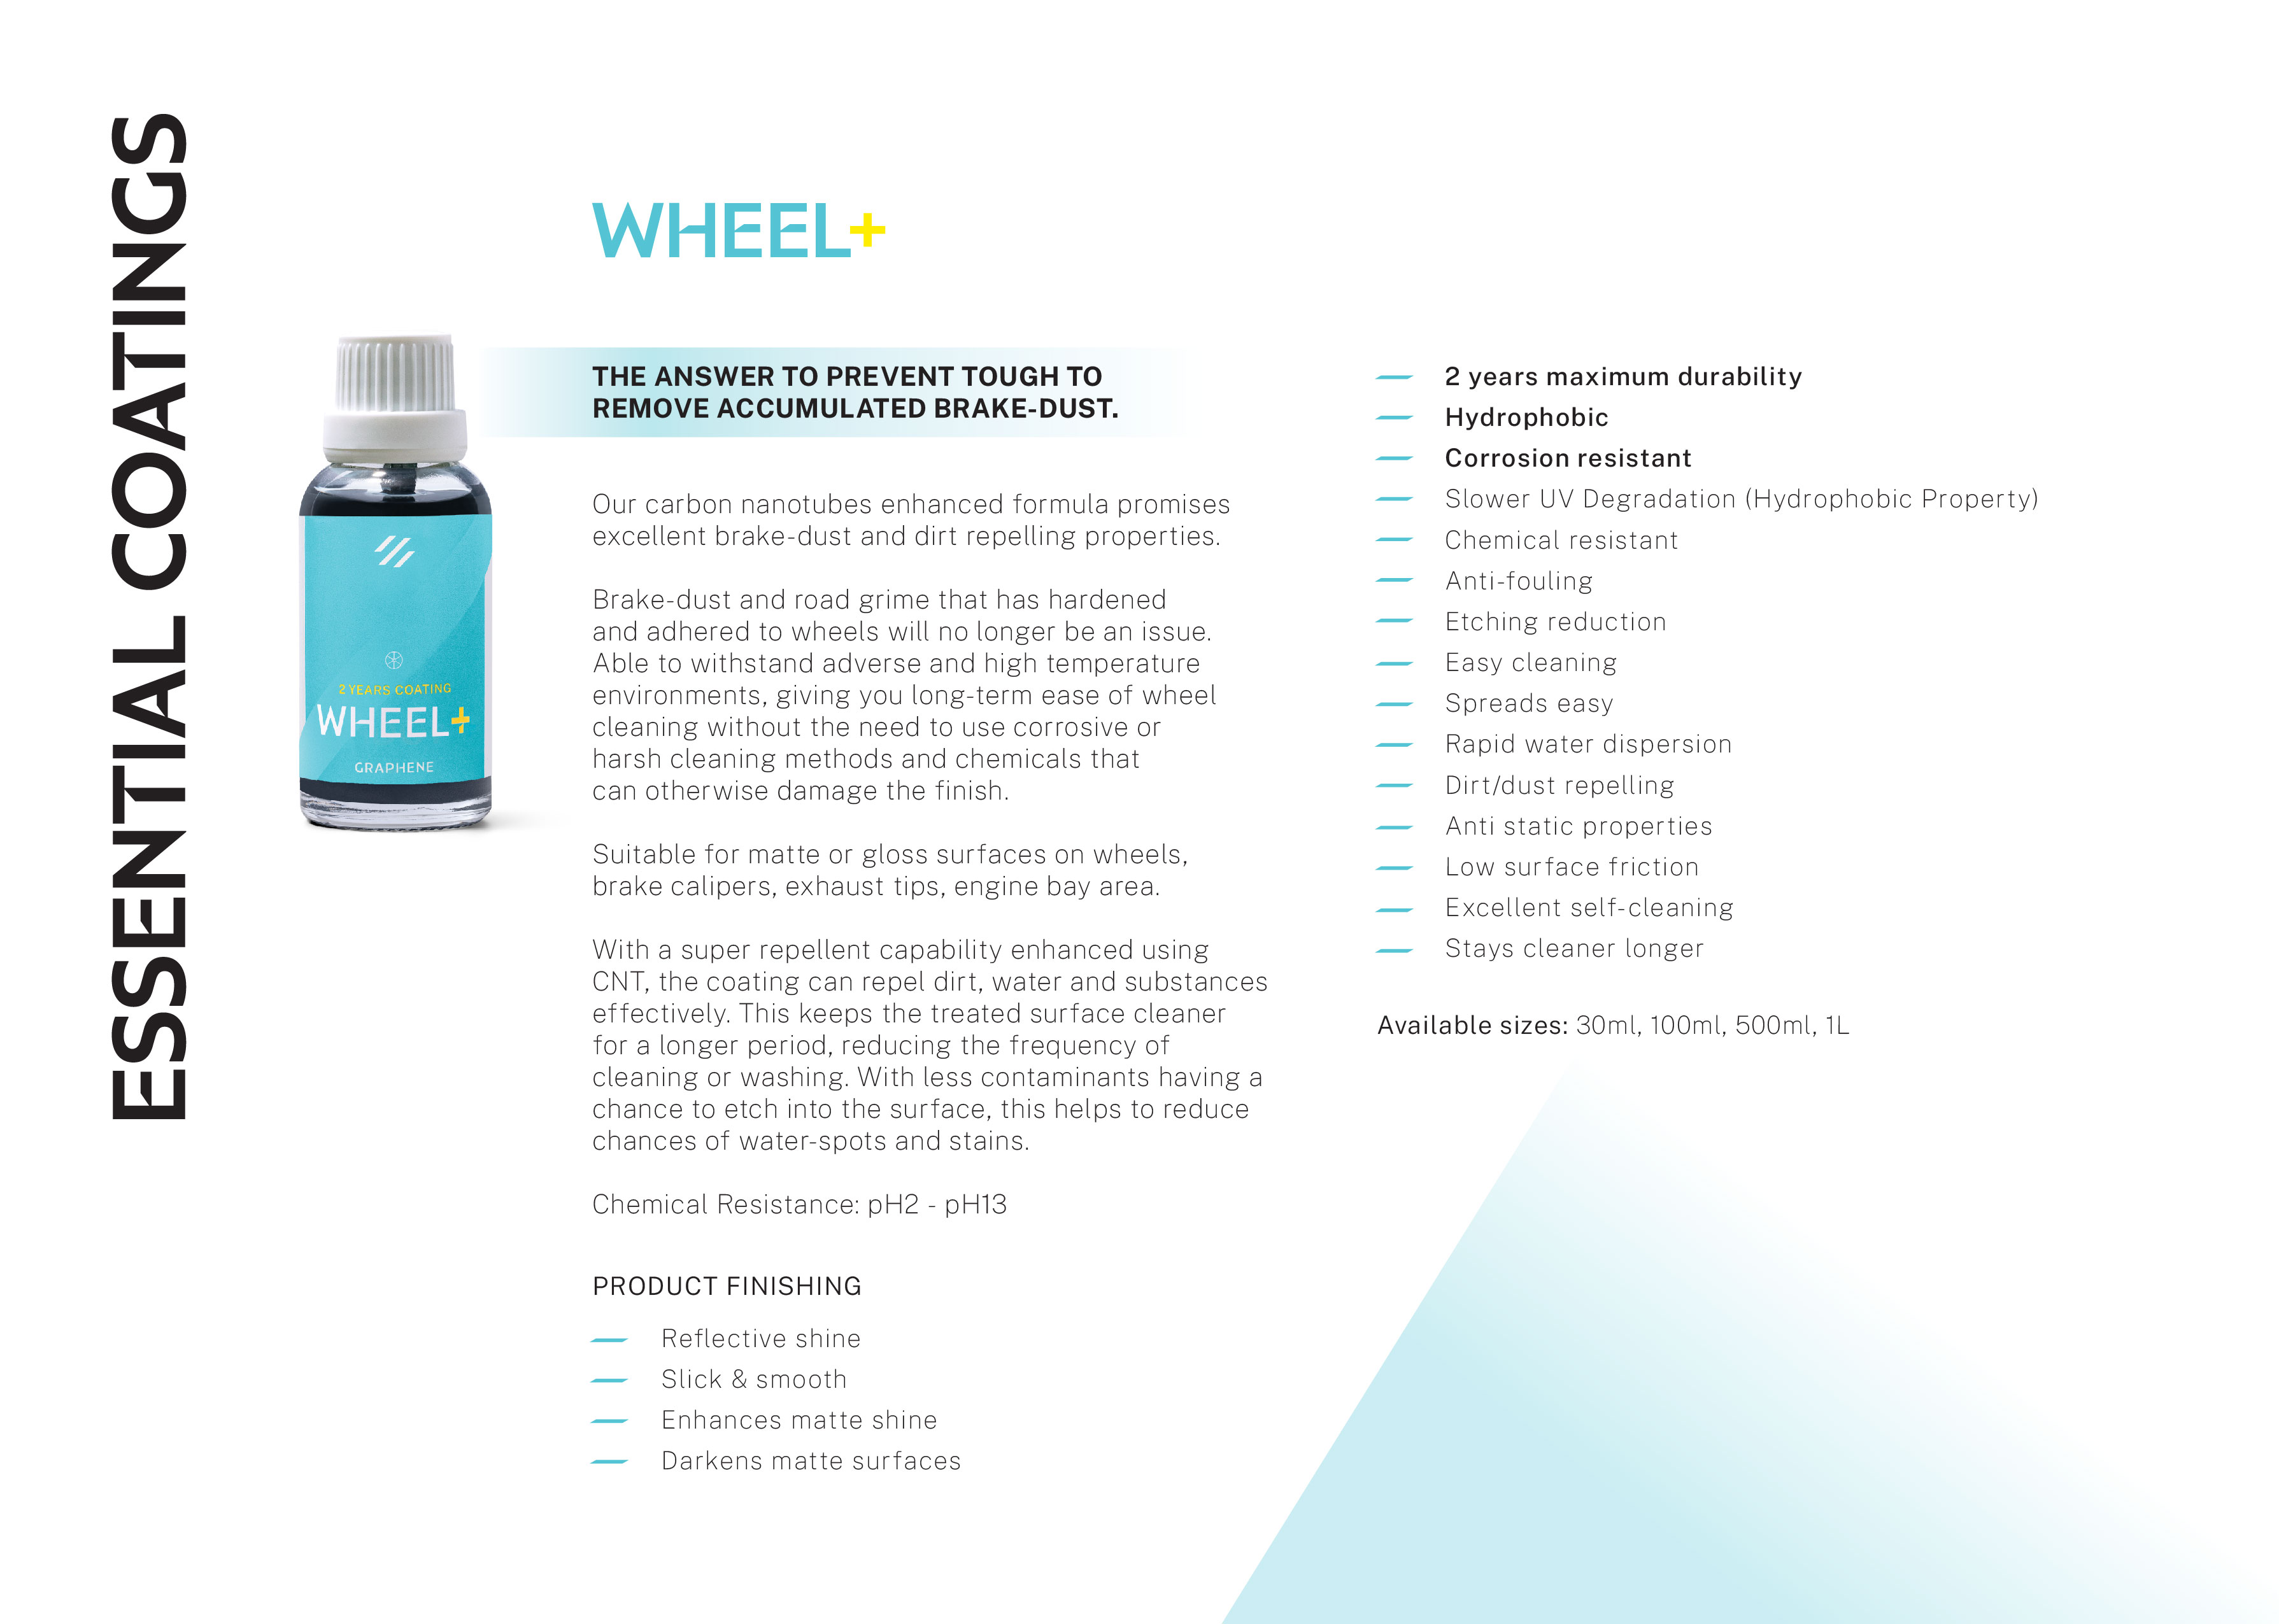 ESSENTIAL COATINGS
WHEEL+
2 YEARS COATING
WHEEL+
GRAPHENE
THE ANSWER TO PREVENT TOUGH TO
REMOVE ACCUMULATED BRAKE-DUST.
Our carbon nanotubes enhanced formula promises
excellent brake-dust and dirt repelling properties.
Brake-dust and road grime that has hardened
and adhered to wheels will no longer be an issue.
Able to withstand adverse and high temperature
environments, giving you long-term ease of wheel
cleaning without the need to use corrosive or
harsh cleaning methods and chemicals that
can otherwise damage the finish.
Suitable for matte or gloss surfaces on wheels,
brake calipers, exhaust tips, engine bay area.
With a super repellent capability enhanced using
CNT, the coating can repel dirt, water and substances
effectively. This keeps the treated surface cleaner
for a longer period, reducing the frequency of
cleaning or washing. With less contaminants having a
chance to etch into the surface, this helps to reduce
chances of water-spots and stains.
Chemical Resistance: pH2 - pH13
PRODUCT FINISHING
Reflective shine
Slick & smooth
Enhances matte shine
Darkens matte surfaces
2 years maximum durability
Hydrophobic
Corrosion resistant
Slower UV Degradation (Hydrophobic Property)
Chemical resistant
Anti-fouling
Etching reduction
Easy cleaning
Spreads easy
Rapid water dispersion
Dirt/dust repelling
Anti static properties
Low surface friction
Excellent self-cleaning
Stays cleaner longer
Available sizes: 30ml, 100ml, 500ml, 1L